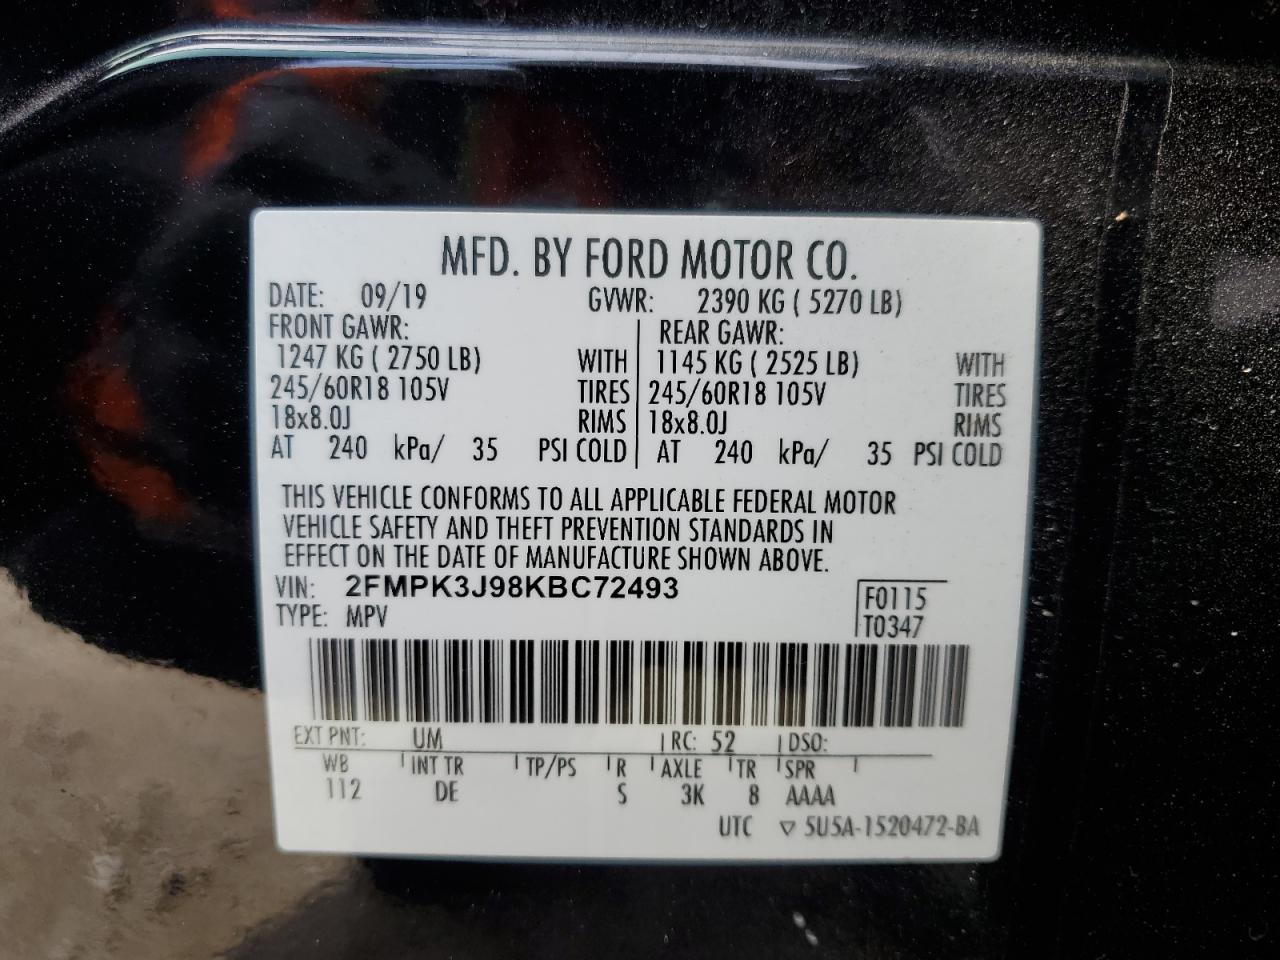 MFD. BY FORD MOTOR CO.
DATE: 09/19 GVWR: 2390 KG ( 5270 LB)
FRONT GAWR: REAR GAWR:
1247 KG ( 2750 LB) WITH 1145 KG ( 2525 LB) WITH
245/60R18 105V TIRES 245/60R18 105V TIRES
18x8.0J RIMS 18x8.0J RIMS
AT 240 kPa/ 35 PSI COLD AT 240 kPa/ 35 PSI COLD
THIS VEHICLE CONFORMS TO ALL APPLICABLE FEDERAL MOTOR
VEHICLE SAFETY AND THEFT PREVENTION STANDARDS IN
EFFECT ON THE DATE OF MANUFACTURE SHOWN ABOVE.
VIN: 2FMPK3J98KBC72493 F0115
TYPE: MPV T0347
EXT PNT: UM RC: 52 DSO:
WB INT TR TP/PS R AXLE TR SPR
112 DE S 3K 8 AAAA
UTC ▽ 5U5A-1520472-BA